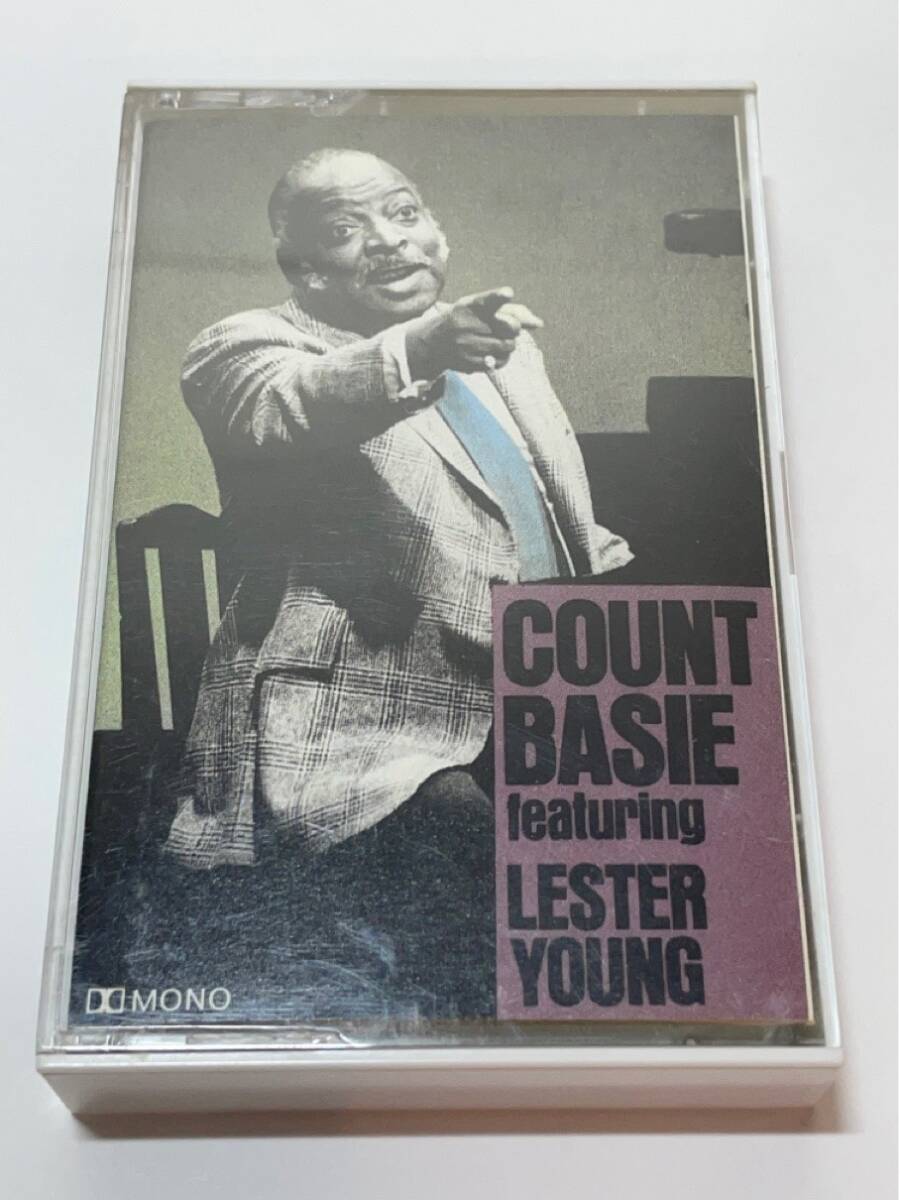 COUNT
BASIE
featuring
LESTER
YOUNG
MONO